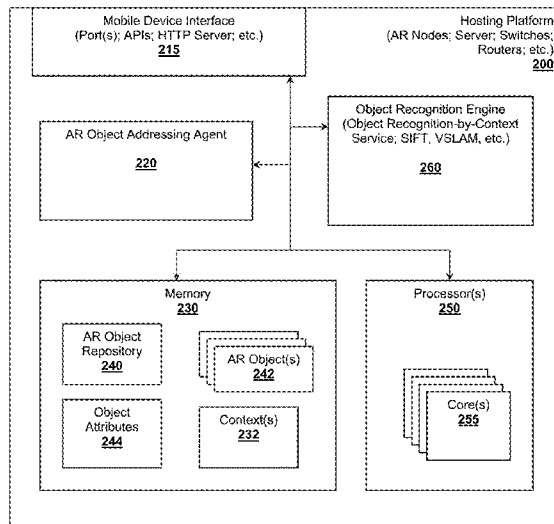 Mobile Device Interface
(Port(s); APIs; HTTP Server; etc.)
215
Hosting Platform
(AR Nodes; Server; Switches;
Routers; etc.)
200
AR Object Addressing Agent
220
Object Recognition Engine
(Object Recognition-by-Context
Service; SIFT, VSLAM, etc.)
260
Memory
230
AR Object
Repository
240
AR Object(s)
242
Object
Attributes
244
Context(s)
232
Processor(s)
250
Core(s)
255